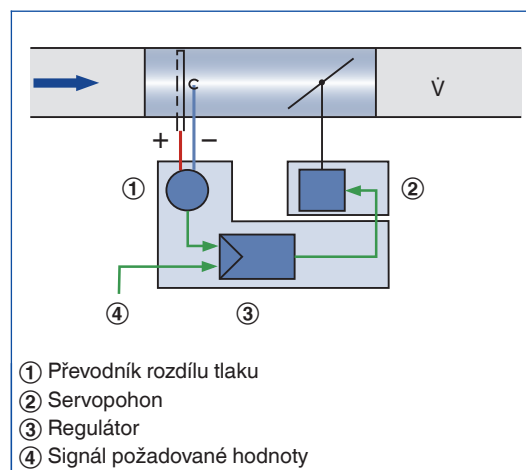 V̇
+ −
① ②
④ ③
① Převodník rozdílu tlaku
② Servopohon
③ Regulátor
④ Signál požadované hodnoty